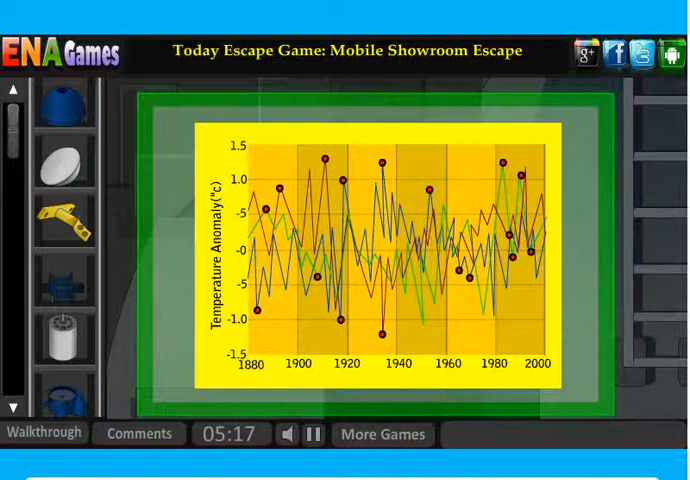 ENA Games
Today Escape Game: Mobile Showroom Escape
g+ f
Temperature Anomaly("c)
1.5
1.0
-5
-0
-5
-1.0
-1.5
1880 1900 1920 1940 1960 1980 2000
Walkthrough Comments 05:17 More Games